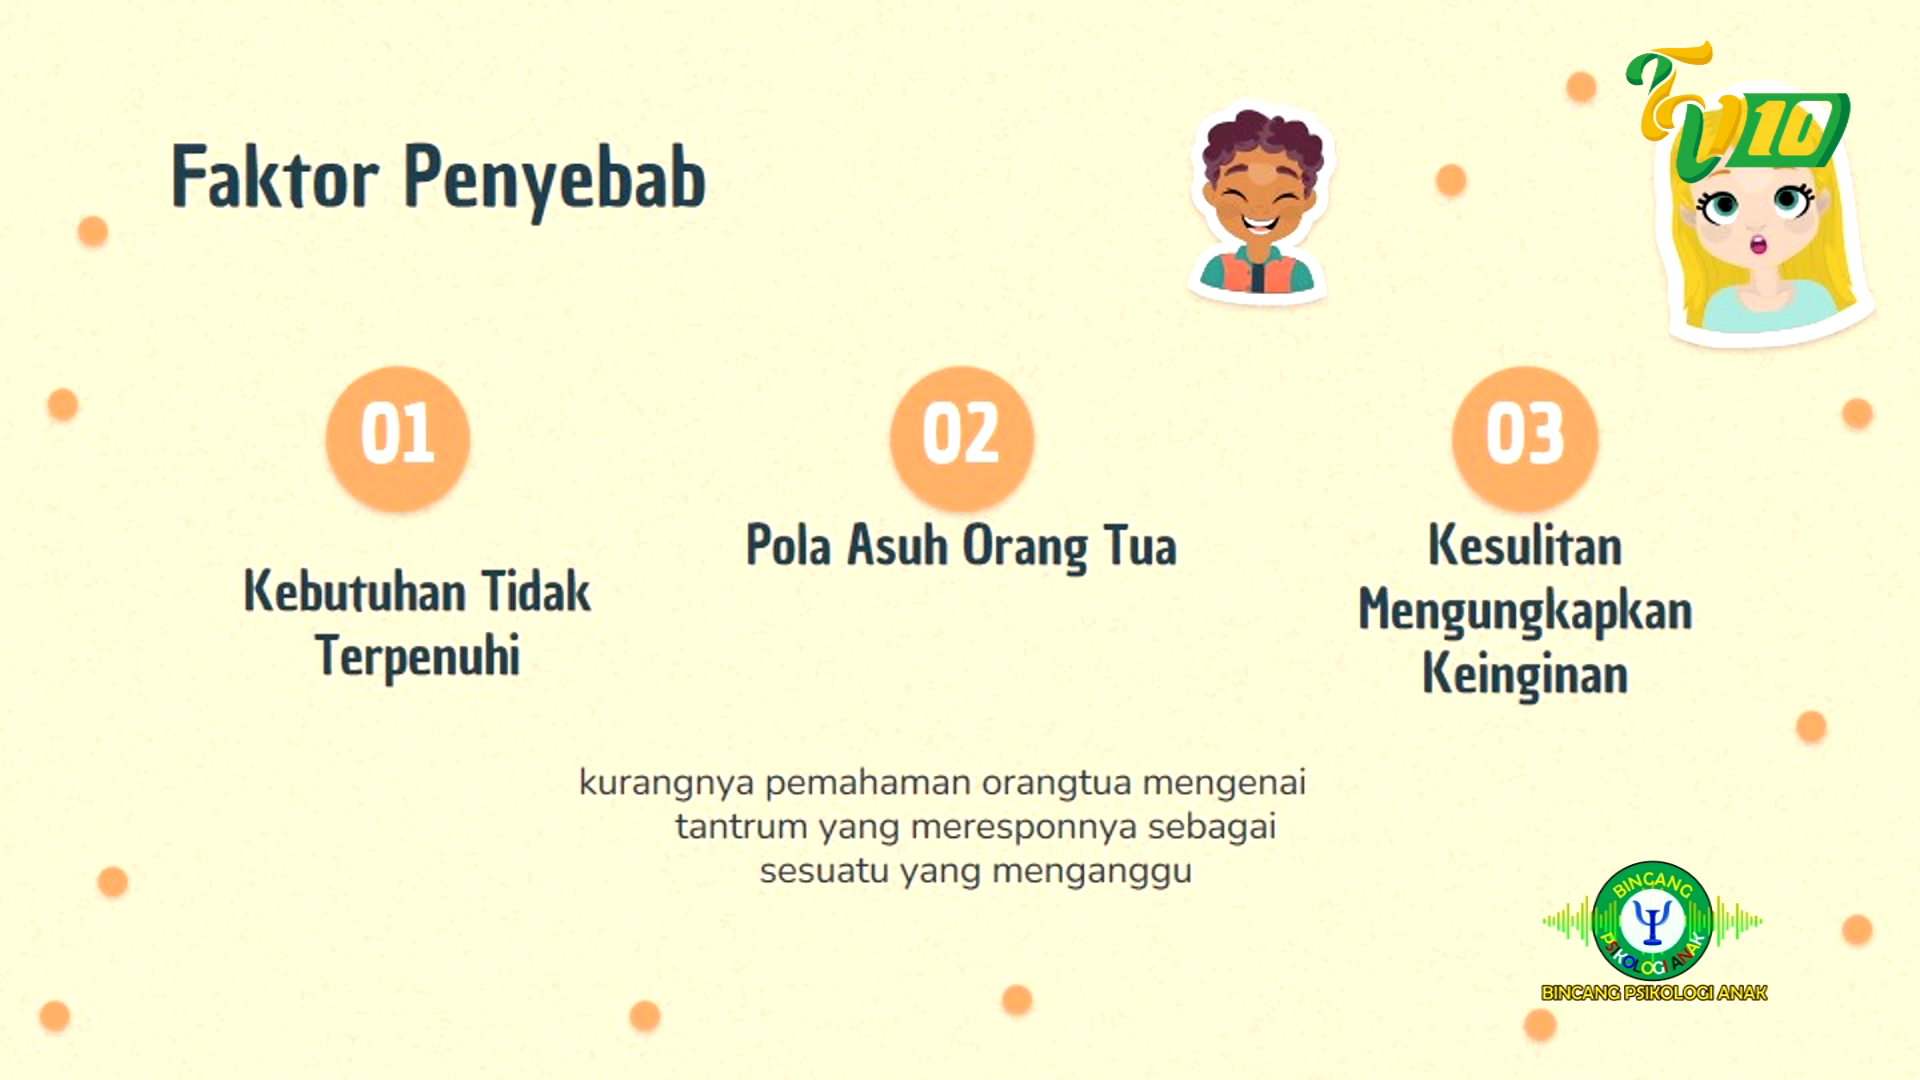 Faktor Penyebab
TV10
01
Kebutuhan Tidak
Terpenuhi
02
Pola Asuh Orang Tua
03
Kesulitan
Mengungkapkan
Keinginan
kurangnya pemahaman orangtua mengenai
tantrum yang meresponnya sebagai
sesuatu yang menganggu
BINCANG
PSIKOLOGI ANAK
BINCANG PSIKOLOGI ANAK